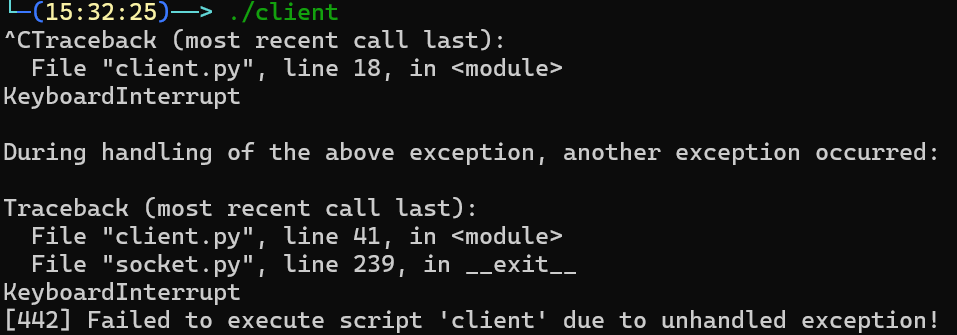 └─(15:32:25)──> ./client
^CTraceback (most recent call last):
  File "client.py", line 18, in <module>
KeyboardInterrupt

During handling of the above exception, another exception occurred:

Traceback (most recent call last):
  File "client.py", line 41, in <module>
  File "socket.py", line 239, in __exit__
KeyboardInterrupt
[442] Failed to execute script 'client' due to unhandled exception!